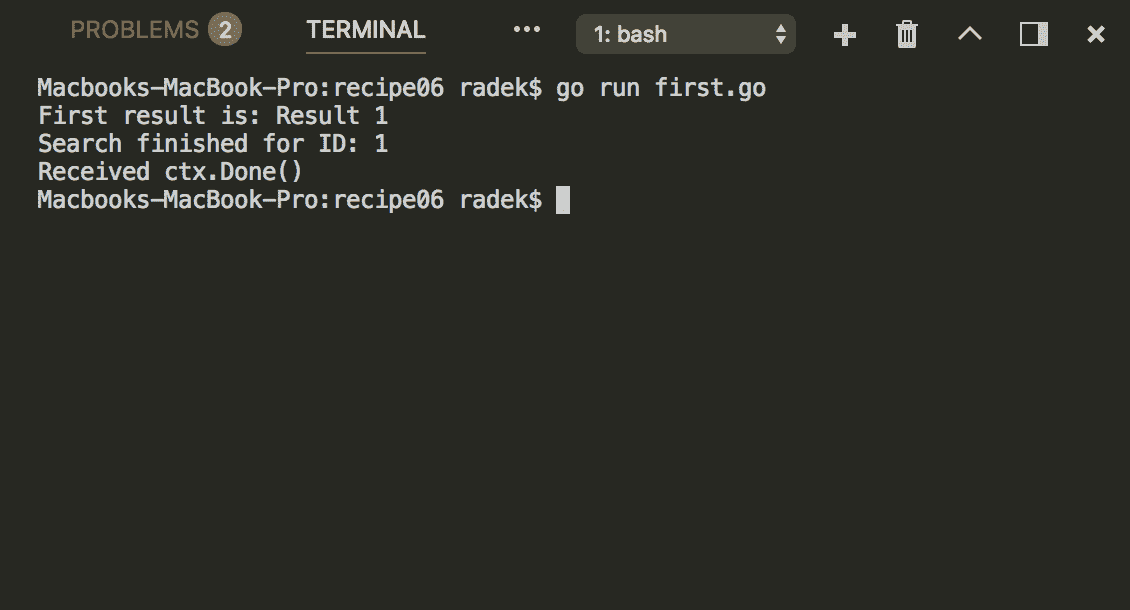 PROBLEMS 2 TERMINAL ••• 1: bash
Macbooks-MacBook-Pro:recipe06 radek$ go run first.go
First result is: Result 1
Search finished for ID: 1
Received ctx.Done()
Macbooks-MacBook-Pro:recipe06 radek$